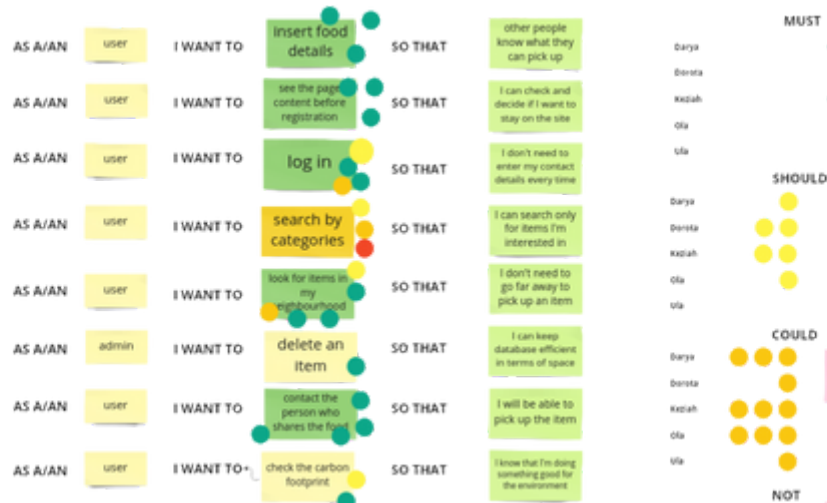 MUST
AS A/AN user I WANT TO insert food SO THAT other people
details know what they
can pick up
Darya
Dorota
AS A/AN user I WANT TO see the page SO THAT I can check and
content before decide if I want to
registration stay on the site
Keziah
Ola
Ula
AS A/AN user I WANT TO log in SO THAT I don't need to
enter my contact
details every time
SHOULD
Darya
AS A/AN user I WANT TO search by SO THAT I can search only
categories for items I'm
interested in
Dorota
Keziah
AS A/AN user I WANT TO look for items in SO THAT I don't need to
my go far away to
neighbourhood pick up an item
Ola
Ula
COULD
AS A/AN admin I WANT TO delete an SO THAT I can keep
item database efficient
in terms of space
Darya
Dorota
AS A/AN user I WANT TO contact the SO THAT I will be able to
person who pick up the item
shares the food
Keziah
Ola
AS A/AN user I WANT TO check the carbon SO THAT I know that I'm doing
footprint something good for
the environment
Ula
NOT